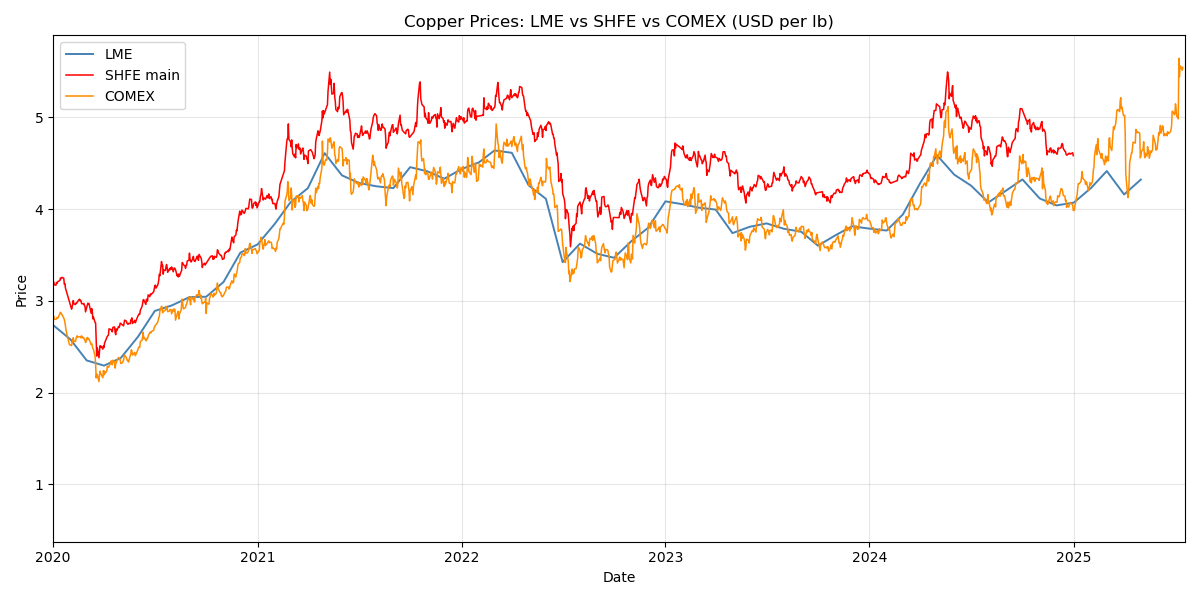 Copper Prices: LME vs SHFE vs COMEX (USD per lb)
LME
SHFE main
COMEX
Price
5
4
3
2
1
2020
2021
2022
2023
2024
2025
Date